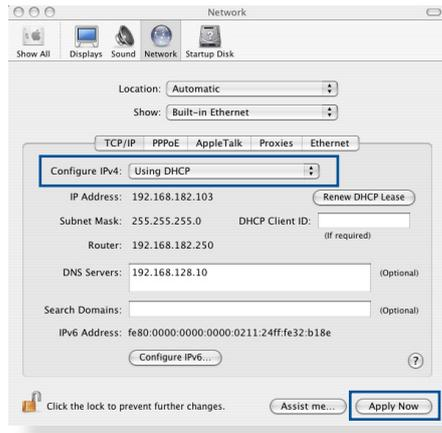 Network
Show All Displays Sound Network Startup Disk
Location: Automatic
Show: Built-in Ethernet
TCP/IP PPPoE AppleTalk Proxies Ethernet
Configure IPv4: Using DHCP
IP Address: 192.168.182.103 Renew DHCP Lease
Subnet Mask: 255.255.255.0 DHCP Client ID:
(If required)
Router: 192.168.182.250
DNS Servers: 192.168.128.10 (Optional)
Search Domains: (Optional)
IPv6 Address: fe80:0000:0000:0000:0211:24ff:fe32:b18e
Configure IPv6...
?
Click the lock to prevent further changes. Assist me... Apply Now